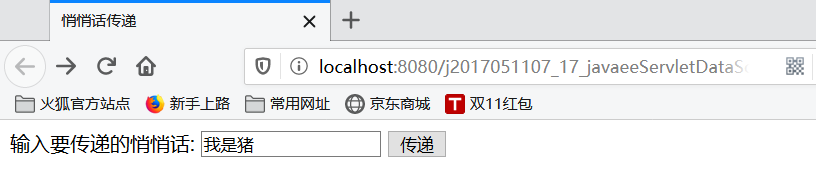 悄悄话传递
localhost:8080/j2017051107_17_javaeeServletDataS
火狐官方站点 新手上路 常用网址 京东商城 T 双11红包
输入要传递的悄悄话: 我是猪 传递